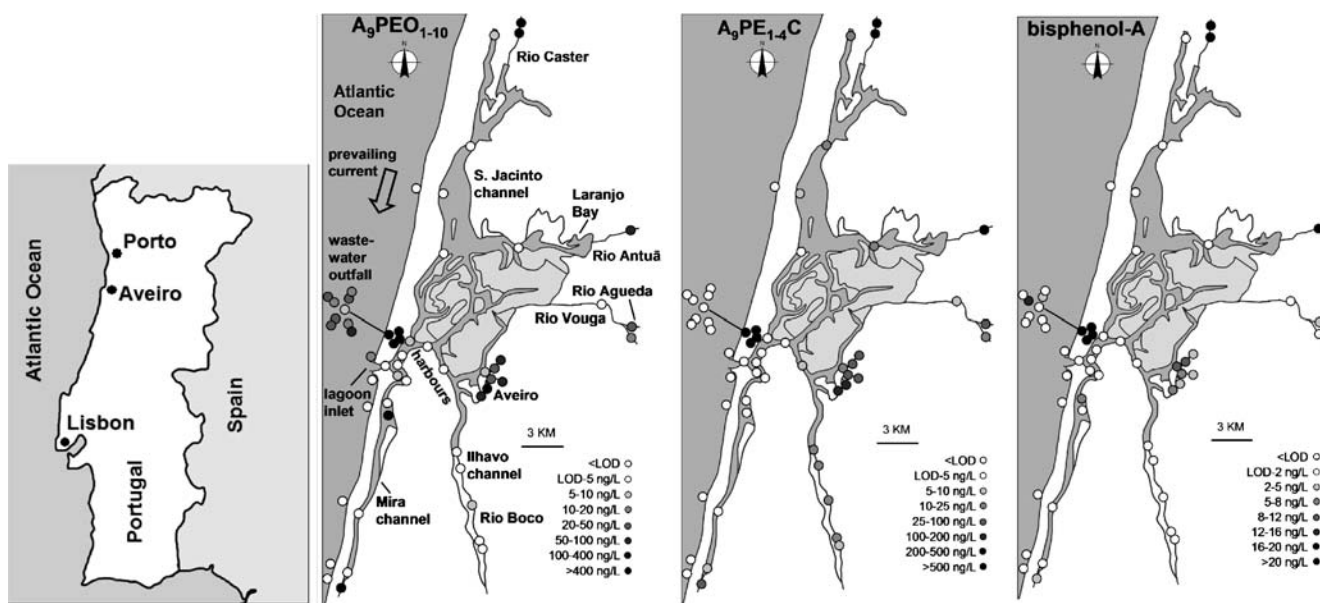 Atlantic Ocean
Porto
Aveiro
Lisbon
Portugal
Spain
A₉PEO₁₋₁₀
N
Rio Caster
Atlantic
Ocean
prevailing
current
S. Jacinto
channel
Laranjo
Bay
waste-
water
outfall
Rio Antuã
Rio Agueda
Rio Vouga
harbours
lagoon
inlet
Aveiro
3 KM
Ilhavo
channel
Mira
channel
Rio Boco
<LOD
LOD-5 ng/L
5-10 ng/L
10-20 ng/L
20-50 ng/L
50-100 ng/L
100-400 ng/L
>400 ng/L
A₉PE₁₋₄C
N
3 KM
<LOD
LOD-5 ng/L
5-10 ng/L
10-25 ng/L
25-100 ng/L
100-200 ng/L
200-500 ng/L
>500 ng/L
bisphenol-A
N
3 KM
<LOD
LOD-2 ng/L
2-5 ng/L
5-8 ng/L
8-12 ng/L
12-16 ng/L
16-20 ng/L
>20 ng/L